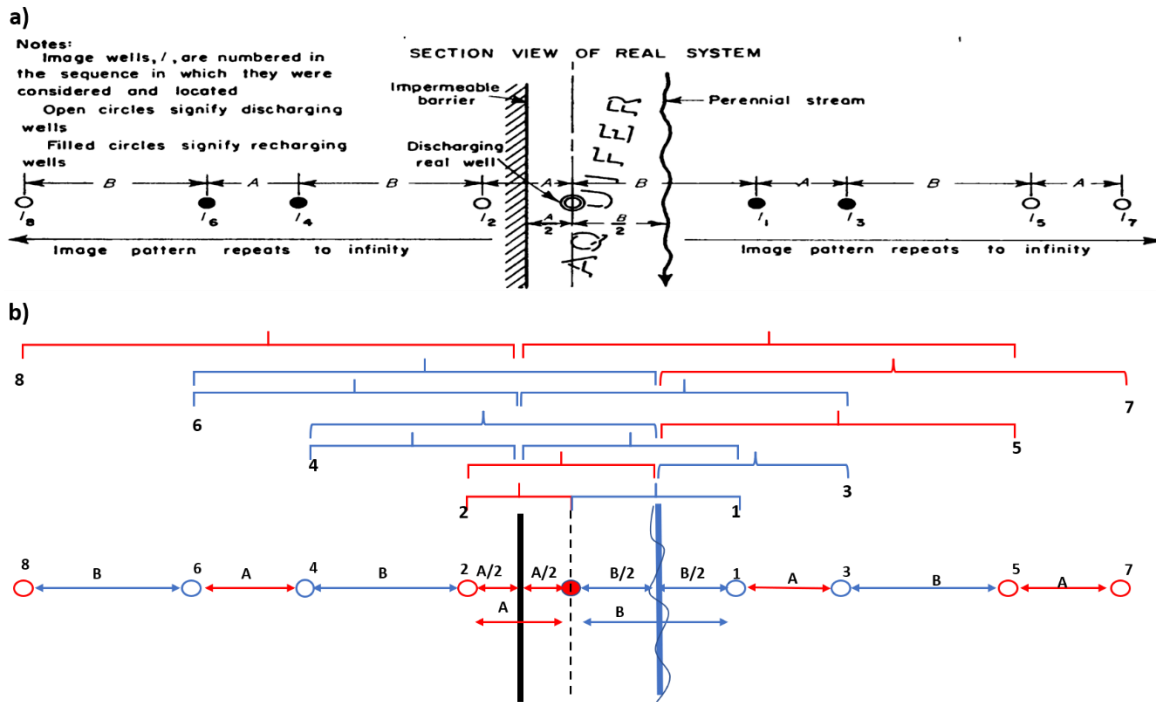 a)
Notes:
Image wells, I, are numbered in
the sequence in which they were
considered and located
Open circles signify discharging
wells
Filled circles signify recharging
wells
SECTION VIEW OF REAL SYSTEM
Impermeable
barrier
Perennial stream
Discharging
real well
AQUIFER
B A B A B A B A
A/2 B/2
I8 I6 I4 I2 I1 I3 I5 I7
Image pattern repeats to infinity
Image pattern repeats to infinity
b)
8
7
6
5
4
3
2 1
8 6 4 2 1 3 5 7
B A B A/2 A/2 B/2 B/2 A B A
A B